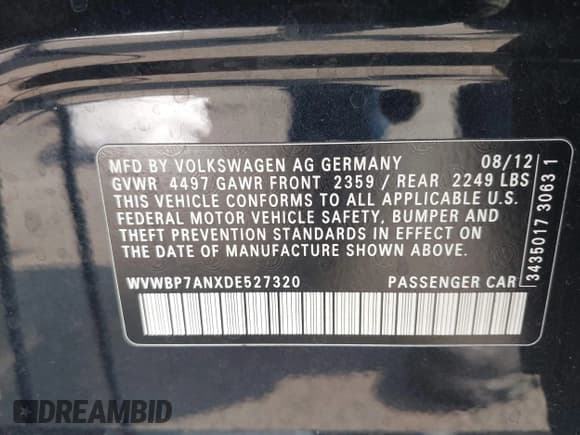 MFD BY VOLKSWAGEN AG GERMANY 08/12
GVWR 4497 GAWR FRONT 2359 / REAR 2249 LBS
THIS VEHICLE CONFORMS TO ALL APPLICABLE U.S.
FEDERAL MOTOR VEHICLE SAFETY, BUMPER AND
THEFT PREVENTION STANDARDS IN EFFECT ON
THE DATE OF MANUFACTURE SHOWN ABOVE.
WVWBP7ANXDE527320 PASSENGER CAR
3435017 3063 1
DREAMBID